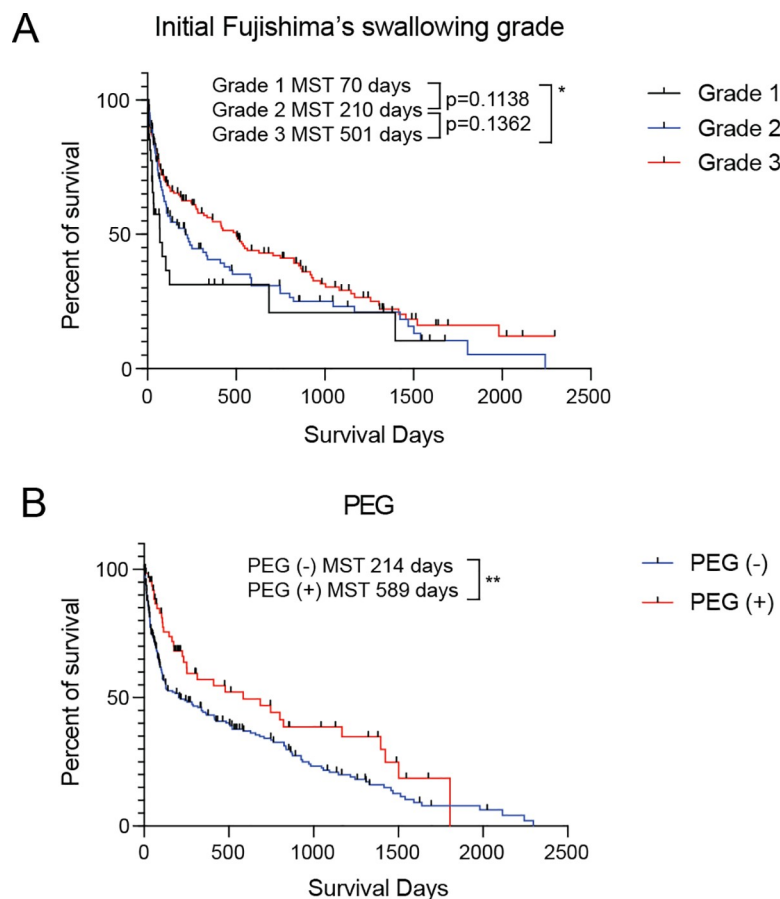 A
Initial Fujishima's swallowing grade
Grade 1 MST 70 days
Grade 2 MST 210 days
Grade 3 MST 501 days
p=0.1138
p=0.1362
*
Grade 1
Grade 2
Grade 3
Percent of survival
100
50
0
0 500 1000 1500 2000 2500
Survival Days
B
PEG
PEG (-) MST 214 days
PEG (+) MST 589 days
**
PEG (-)
PEG (+)
Percent of survival
100
50
0
0 500 1000 1500 2000 2500
Survival Days